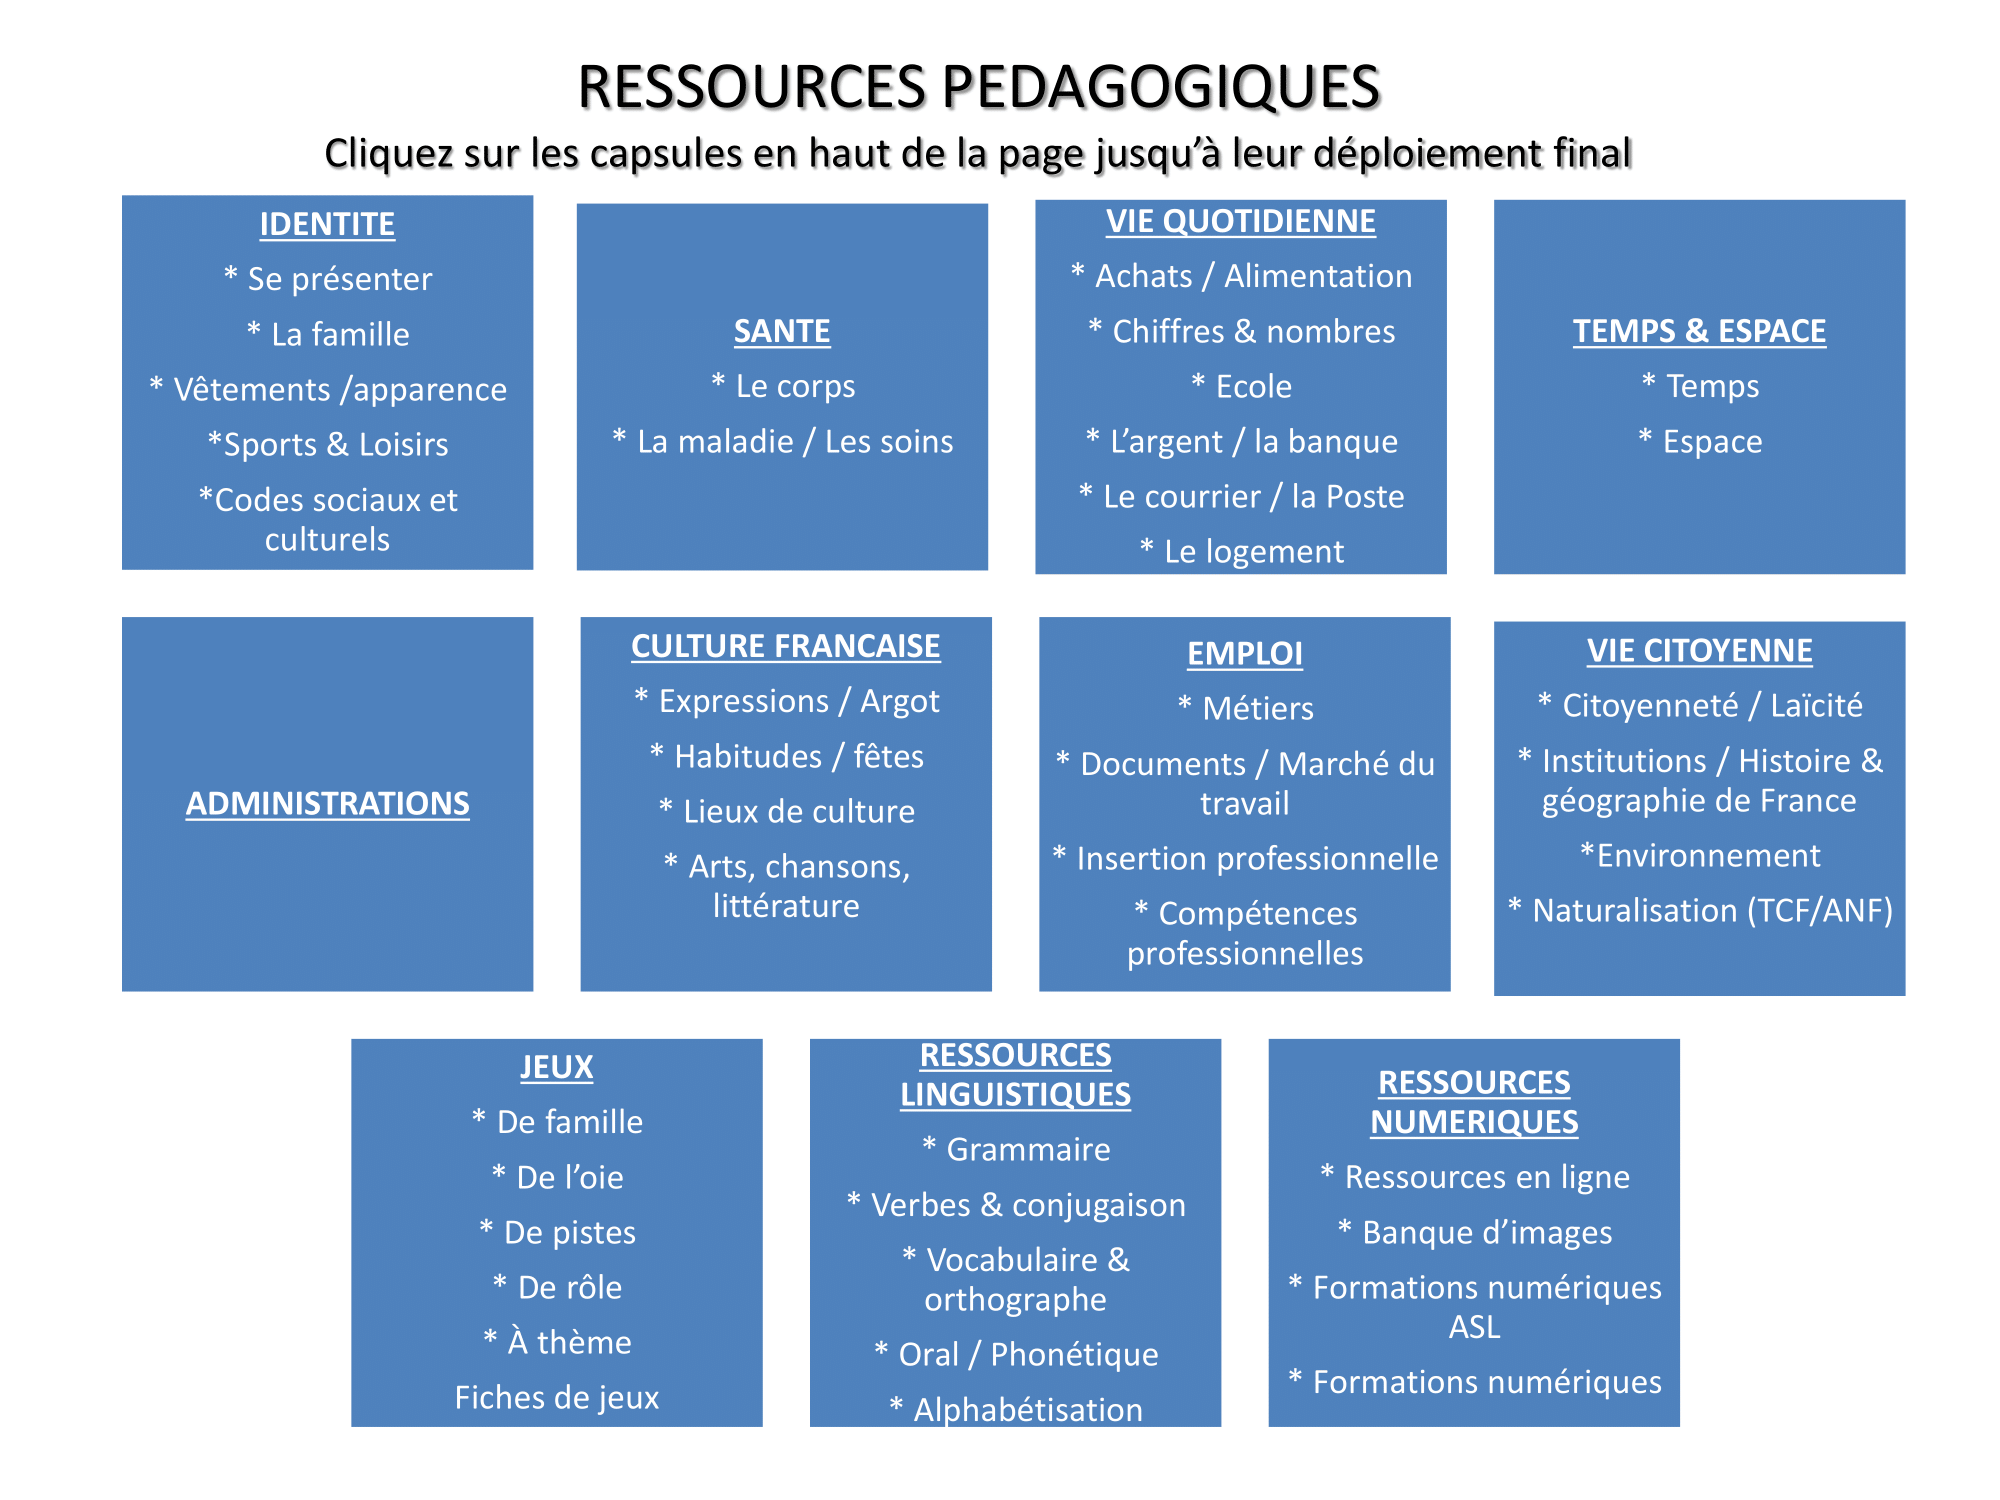 RESSOURCES PEDAGOGIQUES
Cliquez sur les capsules en haut de la page jusqu’à leur déploiement final
IDENTITE
* Se présenter
* La famille
* Vêtements /apparence
*Sports & Loisirs
*Codes sociaux et
culturels
SANTE
* Le corps
* La maladie / Les soins
VIE QUOTIDIENNE
* Achats / Alimentation
* Chiffres & nombres
* Ecole
* L’argent / la banque
* Le courrier / la Poste
* Le logement
TEMPS & ESPACE
* Temps
* Espace
ADMINISTRATIONS
CULTURE FRANCAISE
* Expressions / Argot
* Habitudes / fêtes
* Lieux de culture
* Arts, chansons,
littérature
EMPLOI
* Métiers
* Documents / Marché du
travail
* Insertion professionnelle
* Compétences
professionnelles
VIE CITOYENNE
* Citoyenneté / Laïcité
* Institutions / Histoire &
géographie de France
*Environnement
* Naturalisation (TCF/ANF)
JEUX
* De famille
* De l’oie
* De pistes
* De rôle
* À thème
Fiches de jeux
RESSOURCES
LINGUISTIQUES
* Grammaire
* Verbes & conjugaison
* Vocabulaire &
orthographe
* Oral / Phonétique
* Alphabétisation
RESSOURCES
NUMERIQUES
* Ressources en ligne
* Banque d’images
* Formations numériques
ASL
* Formations numériques